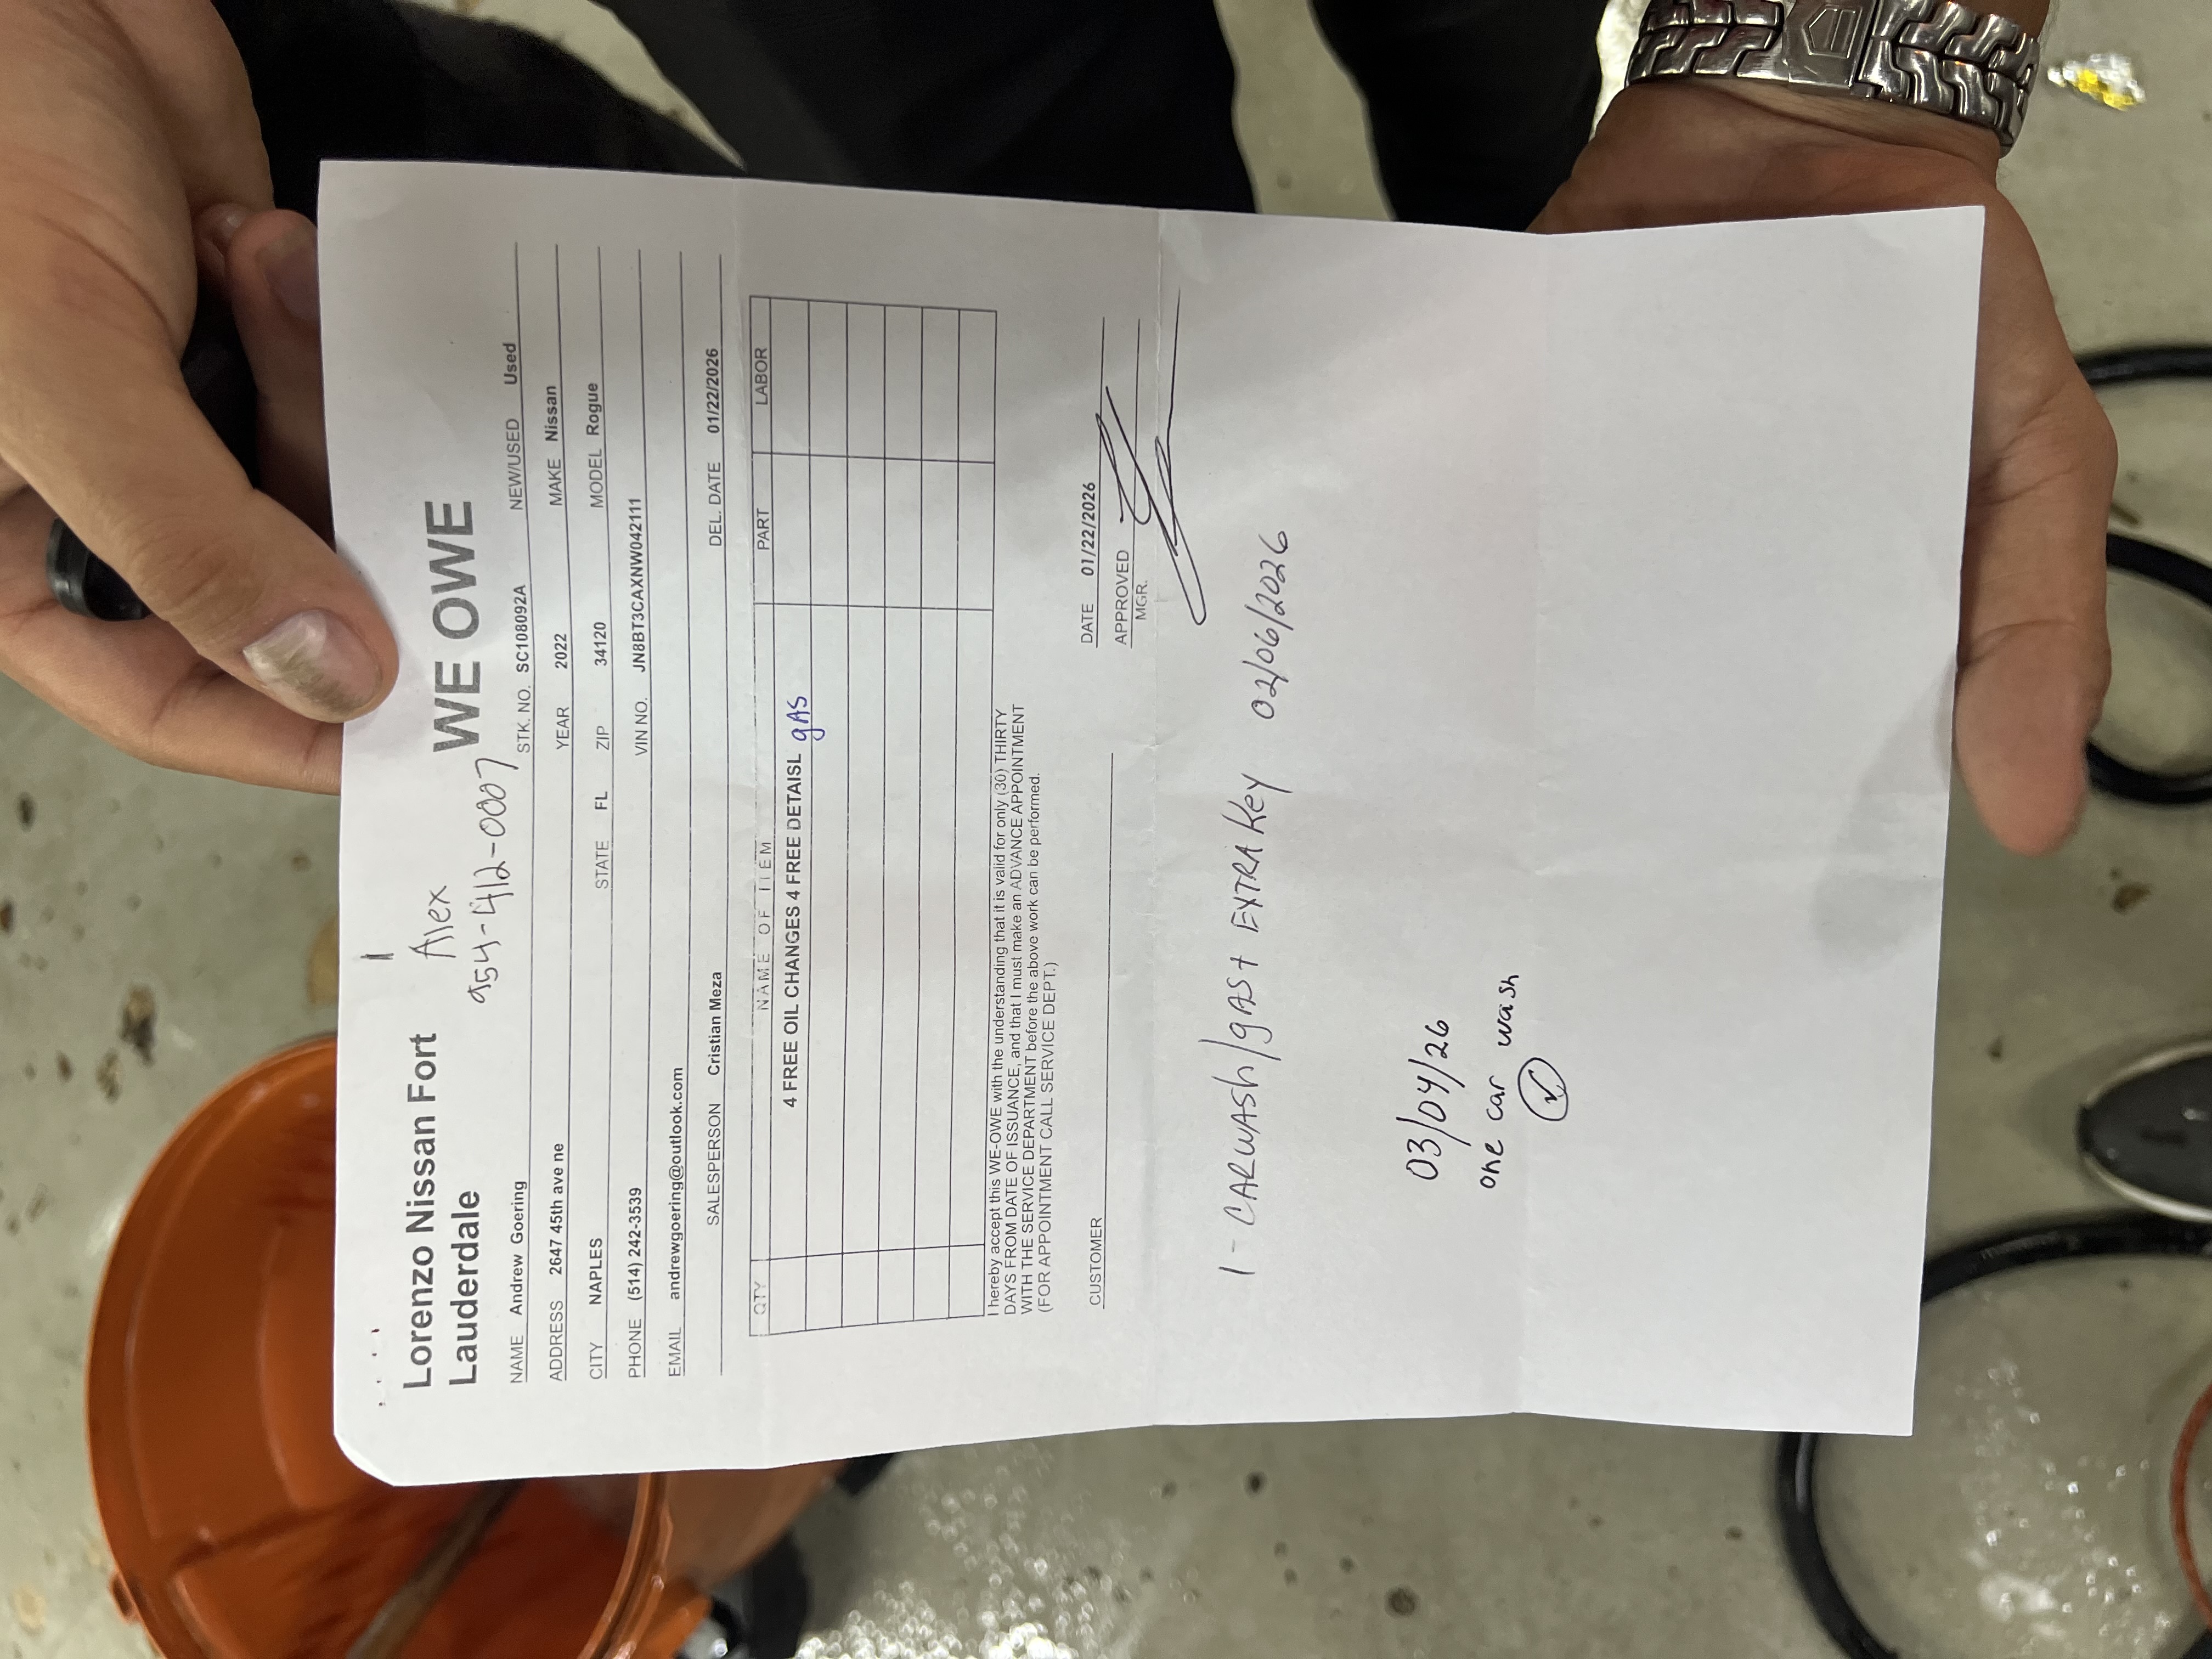 Lorenzo Nissan Fort
Lauderdale
Alex
954-412-0007
WE OWE
NAME Andrew Goering
STK. NO. SC108092A NEW/USED Used
ADDRESS 2647 45th ave ne
YEAR 2022 MAKE Nissan
CITY NAPLES STATE FL ZIP 34120 MODEL Rogue
PHONE (514) 242-3539 VIN NO. JN8BT3CAXNW042111
EMAIL andrewgoering@outlook.com
SALESPERSON Cristian Meza DEL. DATE 01/22/2026
QTY NAME OF ITEM PART LABOR
4 FREE OIL CHANGES 4 FREE DETAISL gAS
I hereby accept this WE-OWE with the understanding that it is valid for only (30) THIRTY
DAYS FROM DATE OF ISSUANCE, and that I must make an ADVANCE APPOINTMENT
WITH THE SERVICE DEPARTMENT before the above work can be performed.
(FOR APPOINTMENT CALL SERVICE DEPT.)
DATE 01/22/2026
CUSTOMER
APPROVED
MGR.
1 - CARWASh/gAS + EXTRA Key 02/06/2026
03/04/26
one car wash